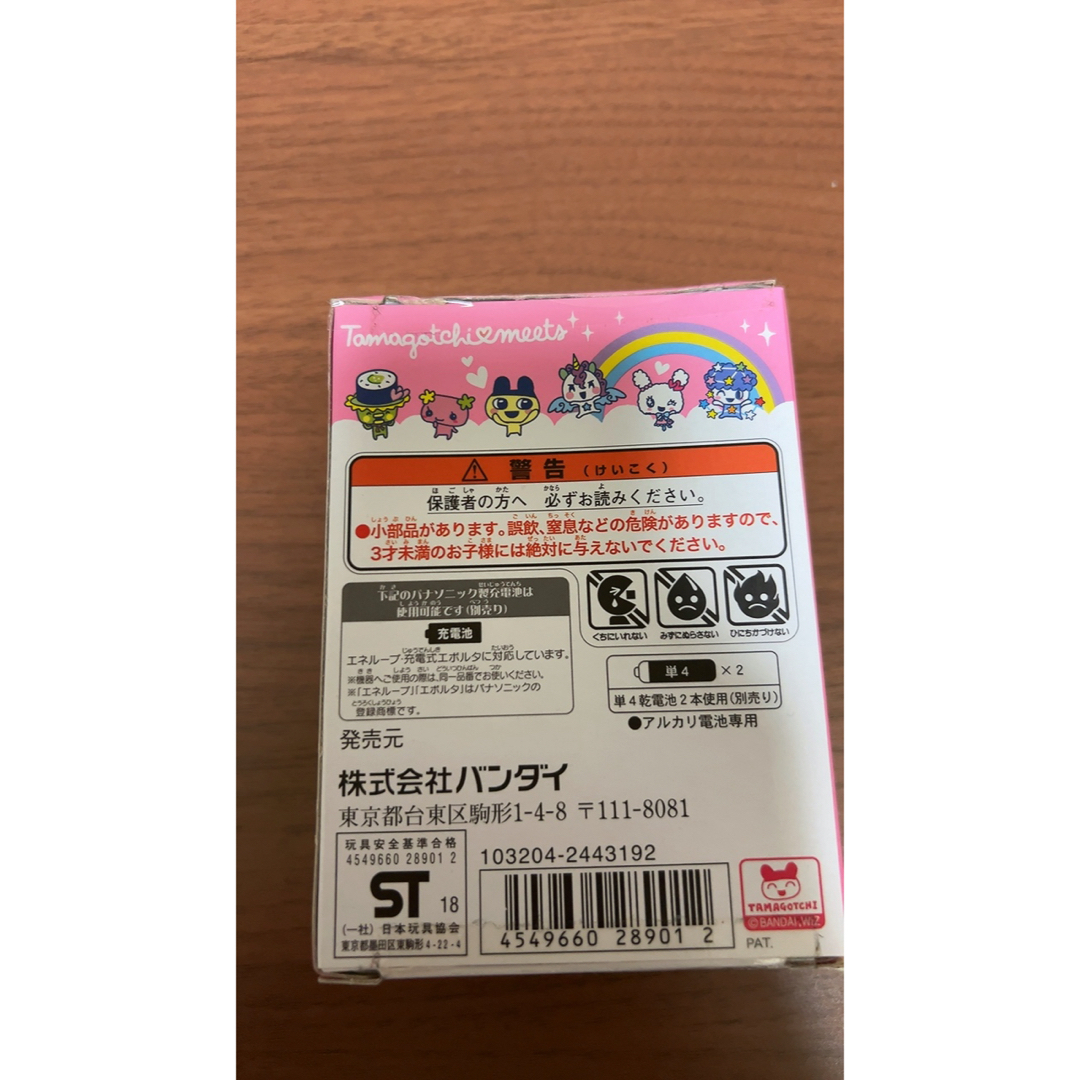 Tamagotchi♡meets
⚠ 警告 (けいこく)
保護者の方へ 必ずお読みください。
●小部品があります。誤飲、窒息などの危険がありますので、
3才未満のお子様には絶対に与えないでください。
下記のパナソニック製充電池は
使用可能です(別売り)
充電池
エネループ・充電式エボルタに対応しています。
※機器へご使用の際は、同一品番でお使いください。
※「エネループ」「エボルタ」はパナソニックの
登録商標です。
くちにいれない みずにぬらさない ひにちかづけない
単4 ×2
単4乾電池2本使用(別売り)
●アルカリ電池専用
発売元
株式会社バンダイ
東京都台東区駒形1-4-8 〒111-8081
玩具安全基準合格
4549660 28901 2
ST 18
(一社) 日本玩具協会
東京都墨田区東駒形4-22-4
103204-2443192
4549660 289012
TAMAGOTCHI
©BANDAI,WiZ
PAT.